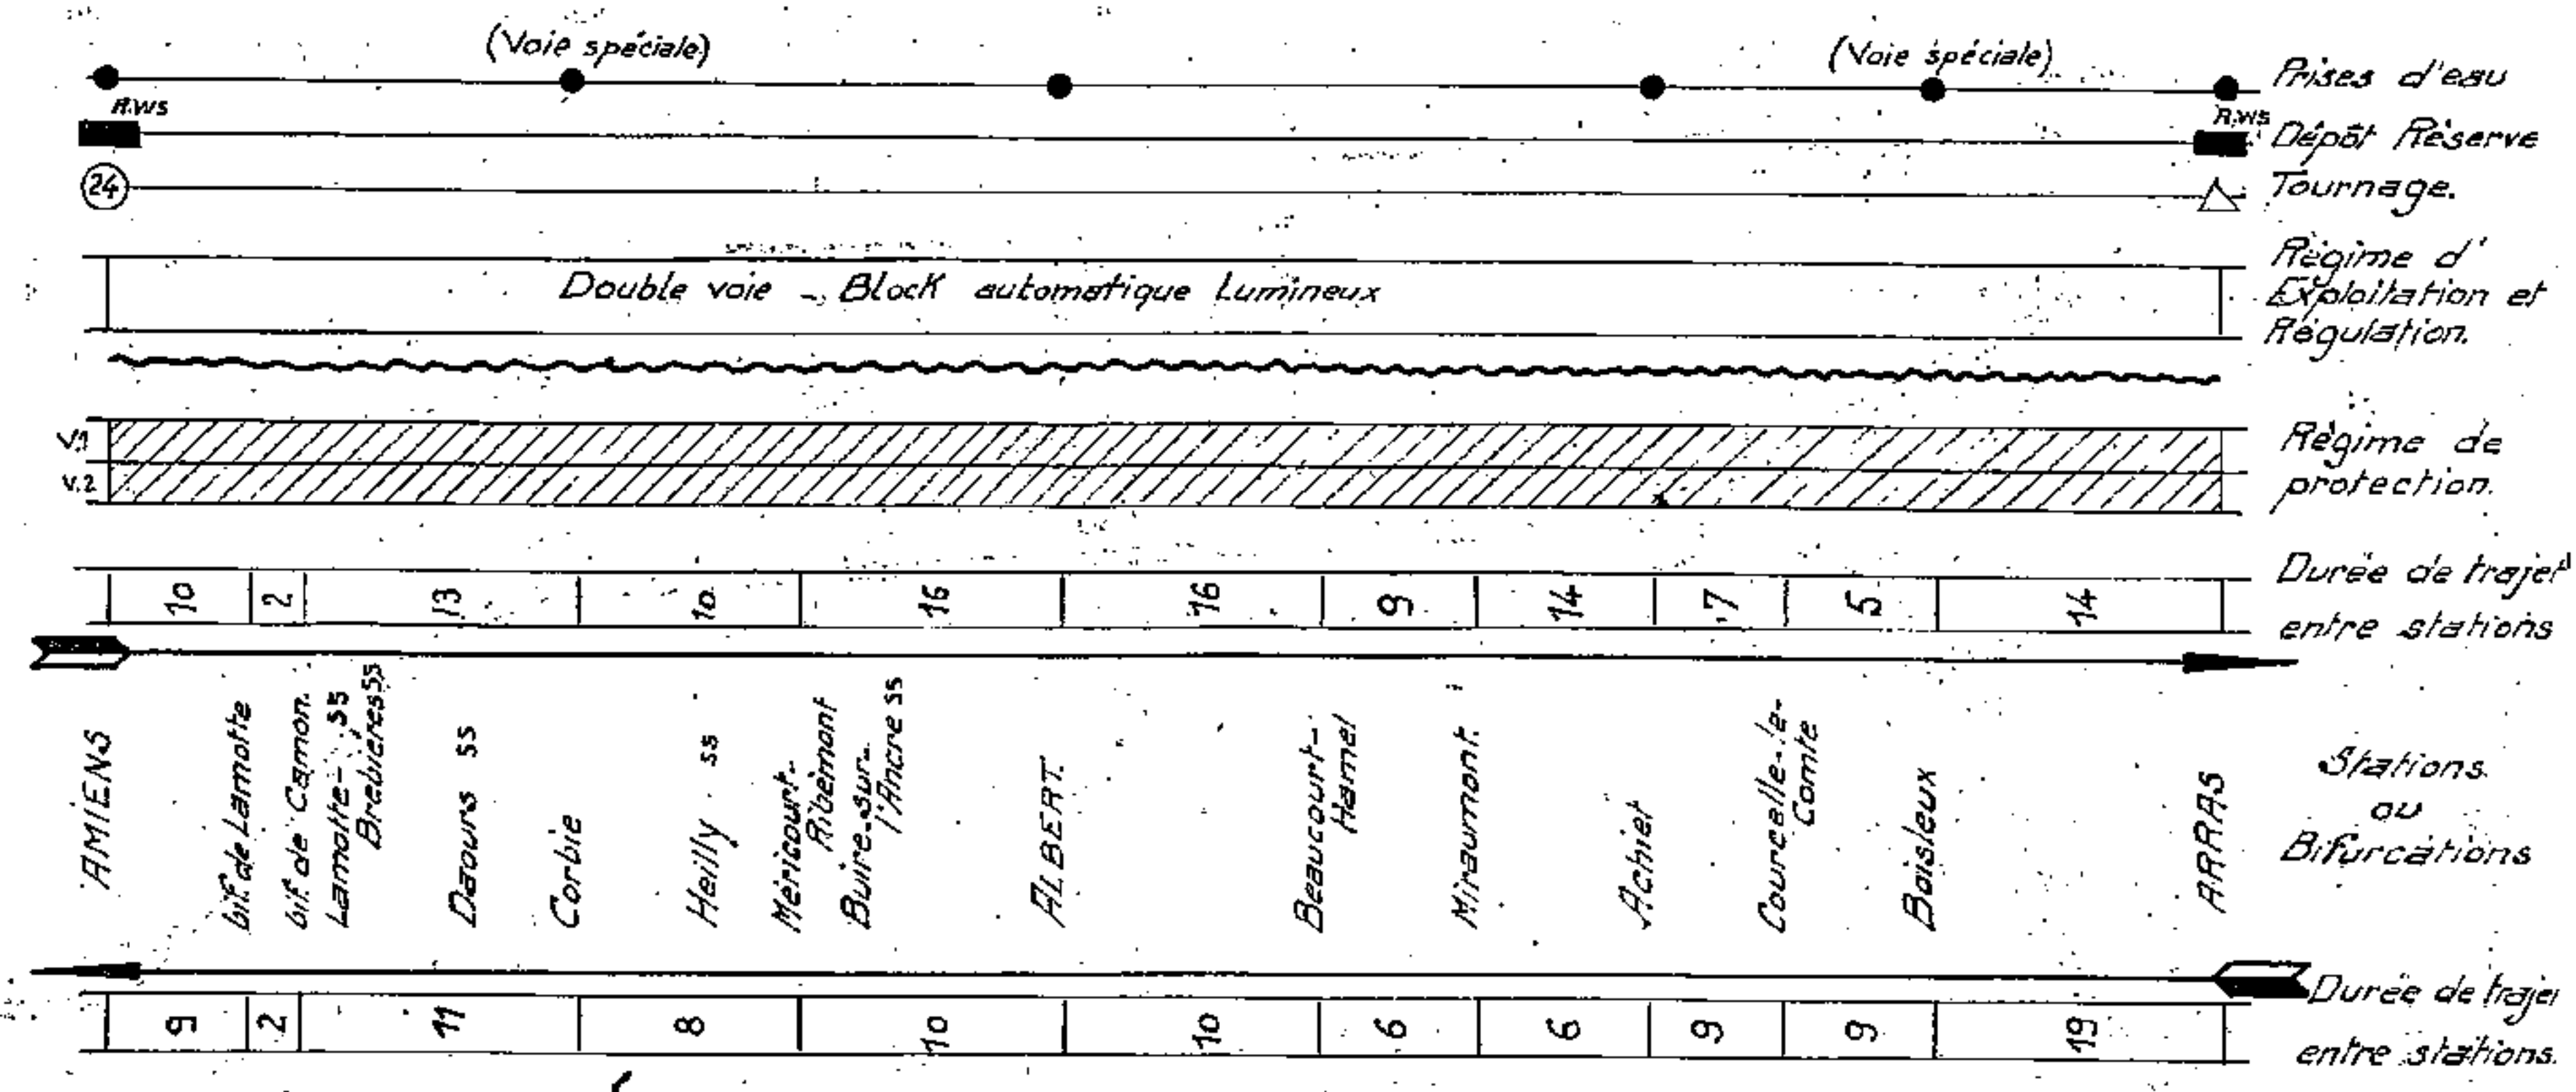 (Voie spéciale)
(Voie spéciale)
Prises d'eau
R.W.S
R.W.S
Dépôt Réserve
24
Tournage.
Régime d'
Exploitation et
Régulation.
Double voie - Block automatique Lumineux
V1
V.2
Régime de
protection.
10 2 13 10 16 16 9 14 7 5 14
Durée de trajet
entre stations
AMIENS
bif. de Lamotte
bif. de Camon.
Lamotte- ss
Brebières ss
Daours ss
Corbie
Heilly ss
Méricourt-
Ribémont
Buire-sur-
l'Ancre ss
ALBERT.
Beaucourt-
Hamel
Miraumont.
Achiet
Courcelle-le-
Comte
Boisleux
ARRAS
Stations
ou
Bifurcations
9 2 11 8 10 10 6 6 9 9 19
Durée de trajet
entre stations.